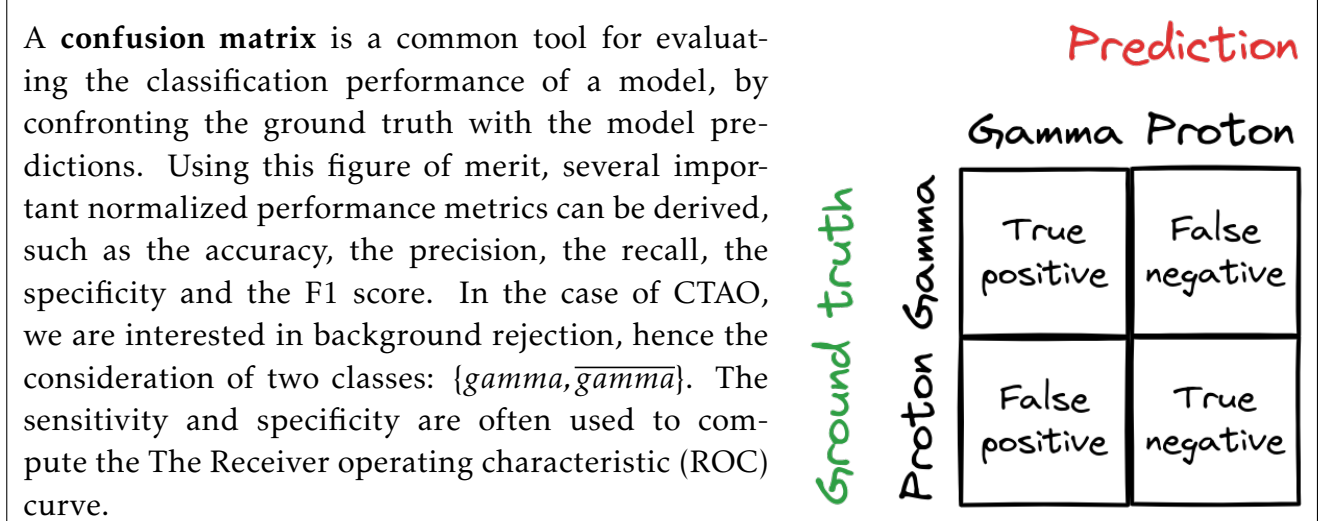 A confusion matrix is a common tool for evaluat-
ing the classification performance of a model, by
confronting the ground truth with the model pre-
dictions. Using this figure of merit, several impor-
tant normalized performance metrics can be derived,
such as the accuracy, the precision, the recall, the
specificity and the F1 score. In the case of CTAO,
we are interested in background rejection, hence the
consideration of two classes: {gamma, g̅a̅m̅m̅a̅}. The
sensitivity and specificity are often used to com-
pute the The Receiver operating characteristic (ROC)
curve.
Prediction
Gamma Proton
Ground truth
Gamma
True
positive
False
negative
Proton
False
positive
True
negative